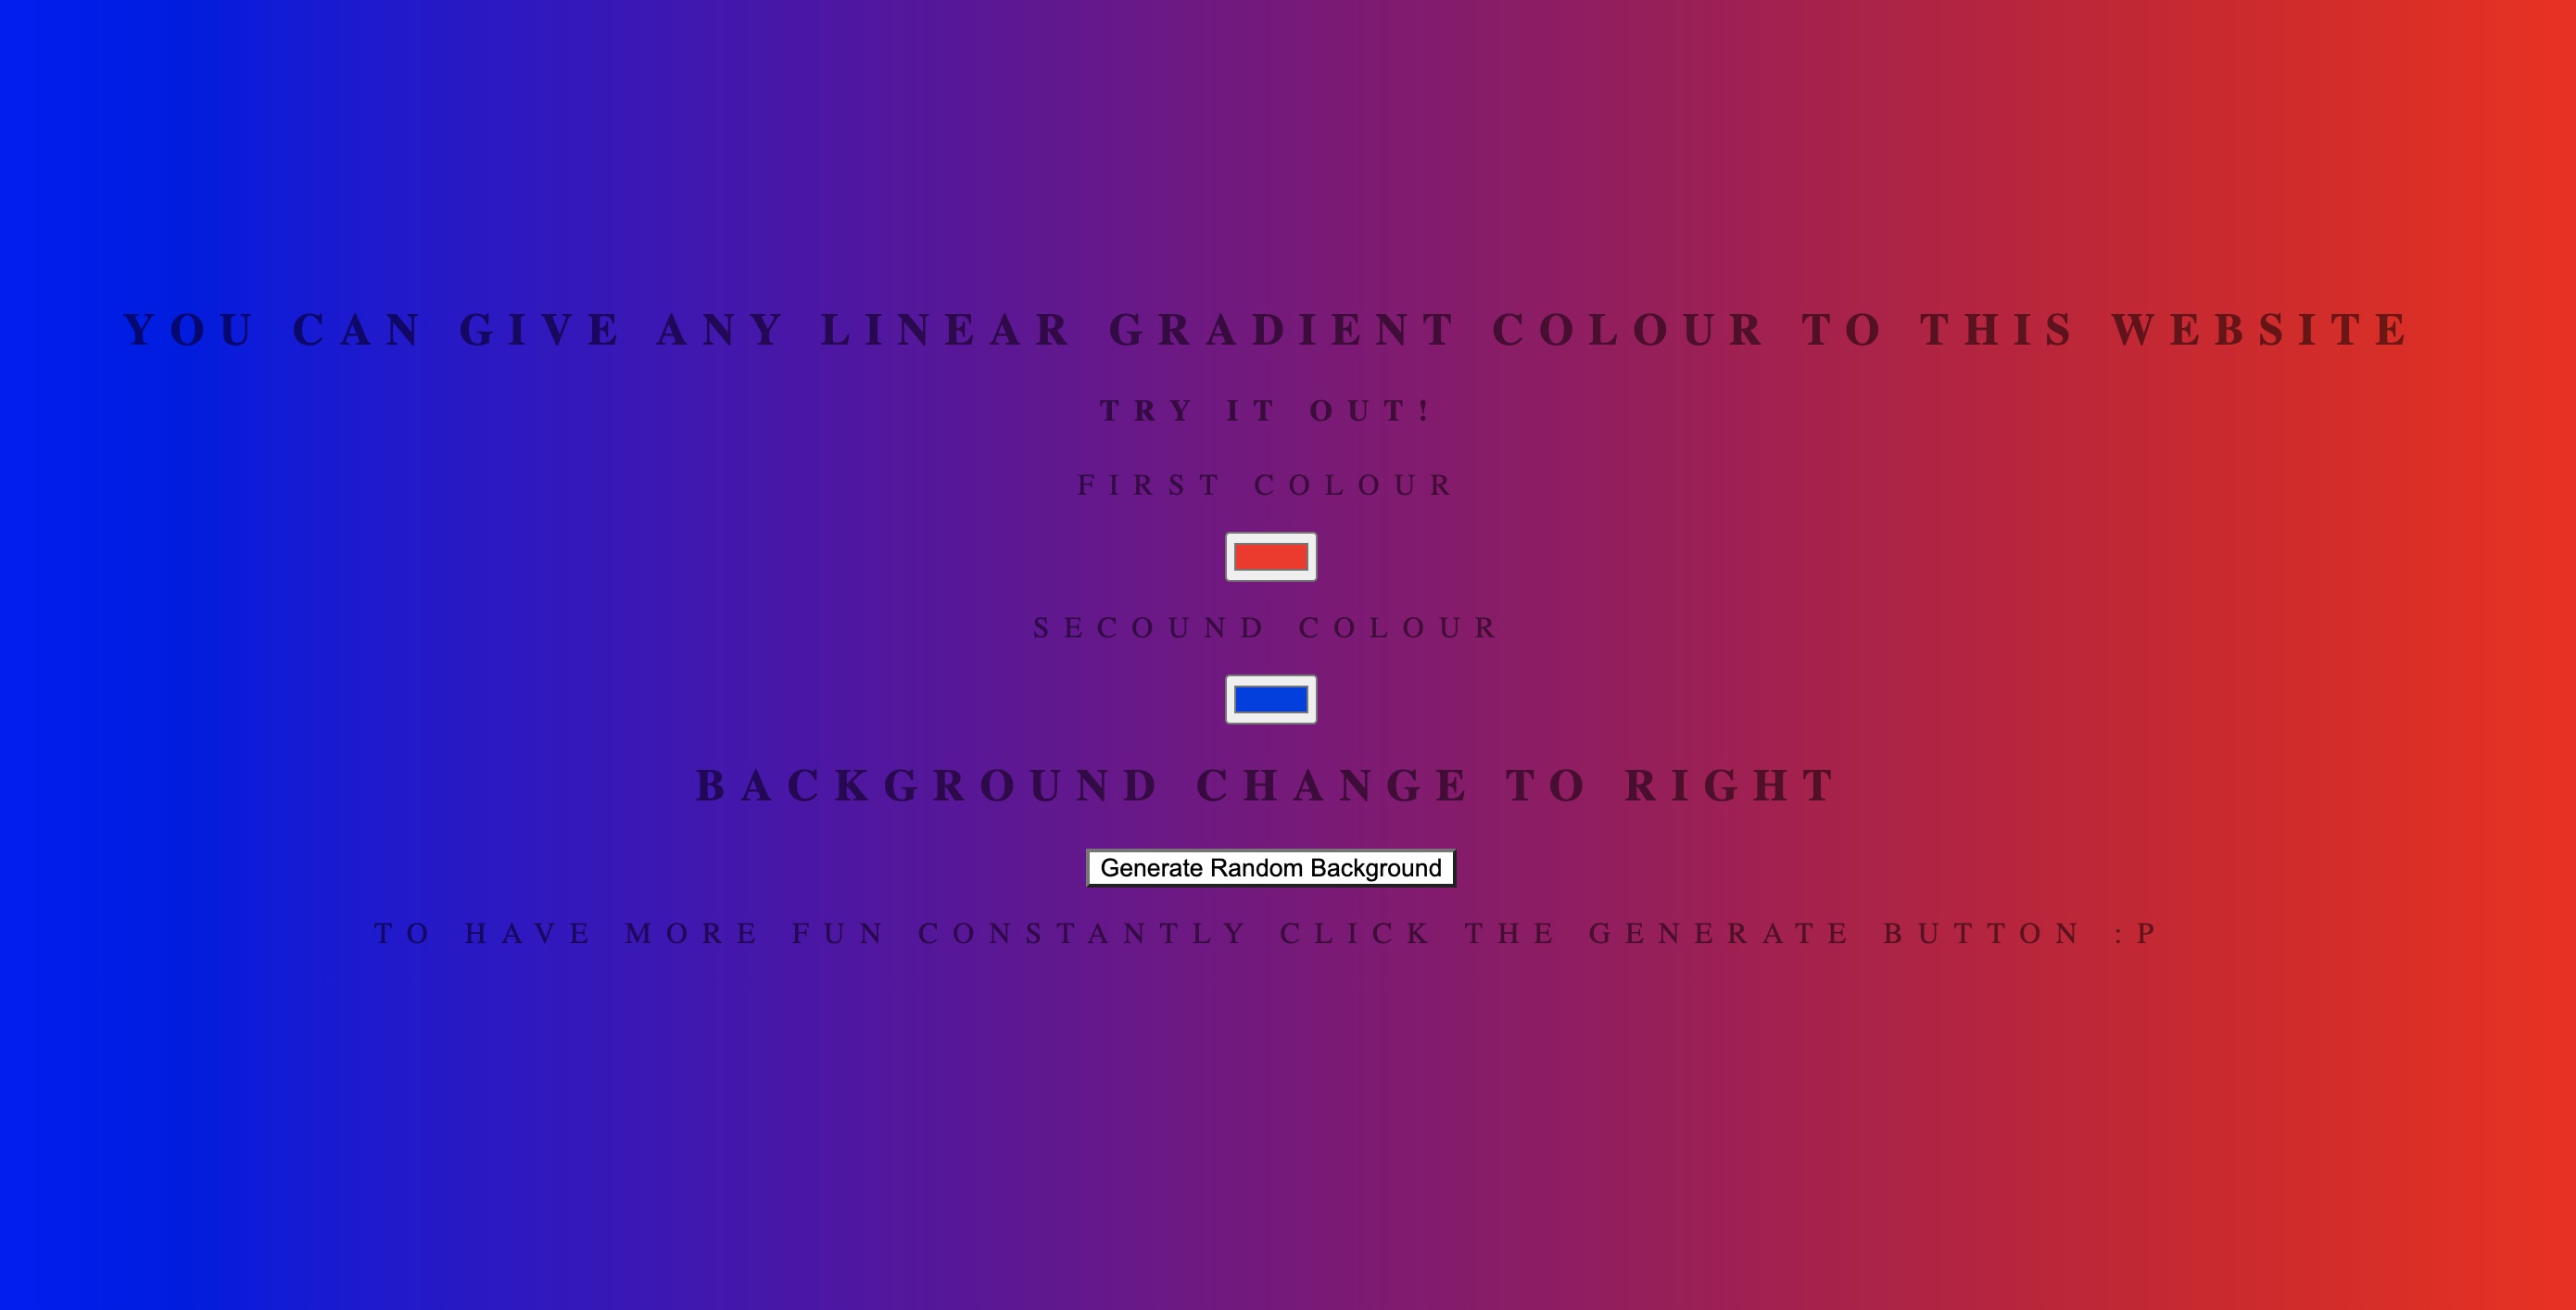 YOU CAN GIVE ANY LINEAR GRADIENT COLOUR TO THIS WEBSITE
TRY IT OUT!
FIRST COLOUR
SECOUND COLOUR
BACKGROUND CHANGE TO RIGHT
Generate Random Background
TO HAVE MORE FUN CONSTANTLY CLICK THE GENERATE BUTTON :P